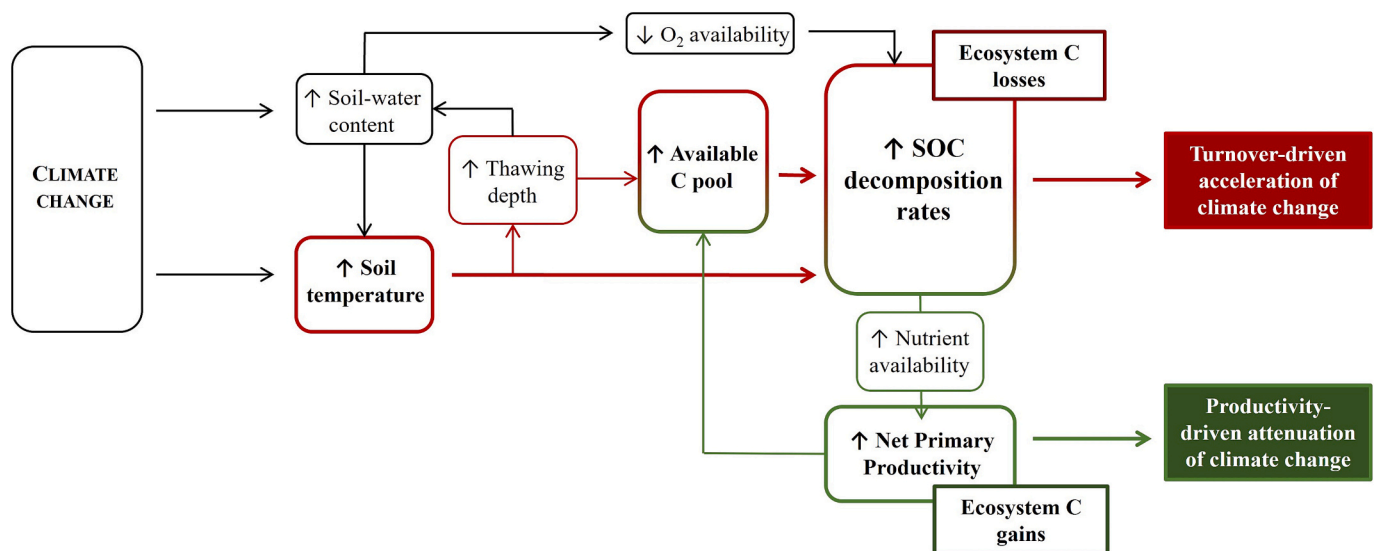 ↓ O₂ availability
Ecosystem C
losses
CLIMATE
CHANGE
↑ Soil-water
content
↑ Thawing
depth
↑ Available
C pool
↑ SOC
decomposition
rates
Turnover-driven
acceleration of
climate change
↑ Soil
temperature
↑ Nutrient
availability
↑ Net Primary
Productivity
Productivity-
driven attenuation
of climate change
Ecosystem C
gains